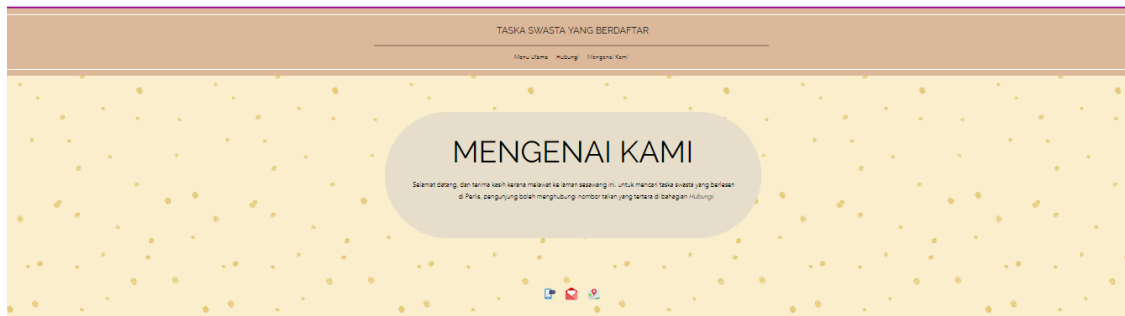 TASKA SWASTA YANG BERDAFTAR
Menu Utama Hubungi Mengenai Kami
MENGENAI KAMI
Selamat datang, dan terima kasih kerana melawat ke laman sesawang ini, untuk mencari taska swasta yang berlesen
di Perlis, pengunjung boleh menghubungi nombor talian yang tertera di bahagian Hubungi